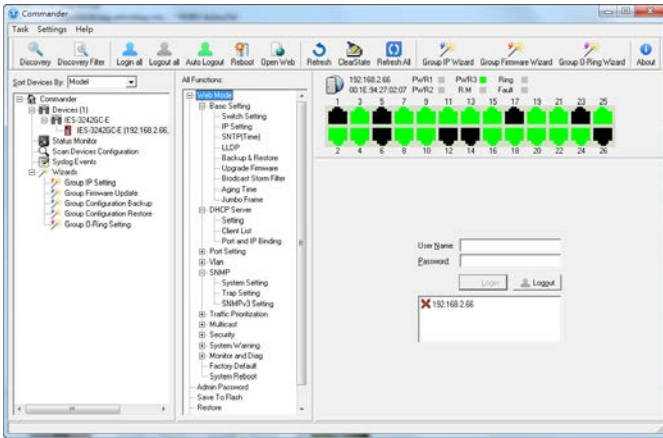 Commander
Task Settings Help
Discovery Discovery Filter Login all Logout all Auto Logout Reboot Open Web Refresh ClearState Refresh All Group IP Wizard Group Firmware Wizard Group O-Ring Wizard About
Sort Devices By: Model
Commander
Devices (1)
IES-3242GC-E
IES-3242GC-E (192.168.2.66,
Status Monitor
Scan Devices Configuration
Syslog Events
Wizards
Group IP Setting
Group Firmware Update
Group Configuration Backup
Group Configuration Restore
Group O-Ring Setting
All Functions:
Web Mode
Basic Setting
Switch Setting
IP Setting
SNTP(Time)
LLDP
Backup & Restore
Upgrade Firmware
Brodcast Storm Filter
Aging Time
Jumbo Frame
DHCP Server
Setting
Client List
Port and IP Binding
Port Setting
Vlan
SNMP
System Setting
Trap Setting
SNMPv3 Setting
Traffic Prioritization
Multicast
Security
System Warning
Monitor and Diag
Factory Default
System Reboot
Admin Password
Save To Flash
Restore
192.168.2.66 PWR1 PWR3 Ring
00.1E.94.27.02.07 PWR2 R.M Fault
1 3 5 7 9 11 13 15 17 19 21 23 25
2 4 6 8 10 12 14 16 18 20 22 24 26
User Name:
Password:
Login Loggut
192.168.2.66